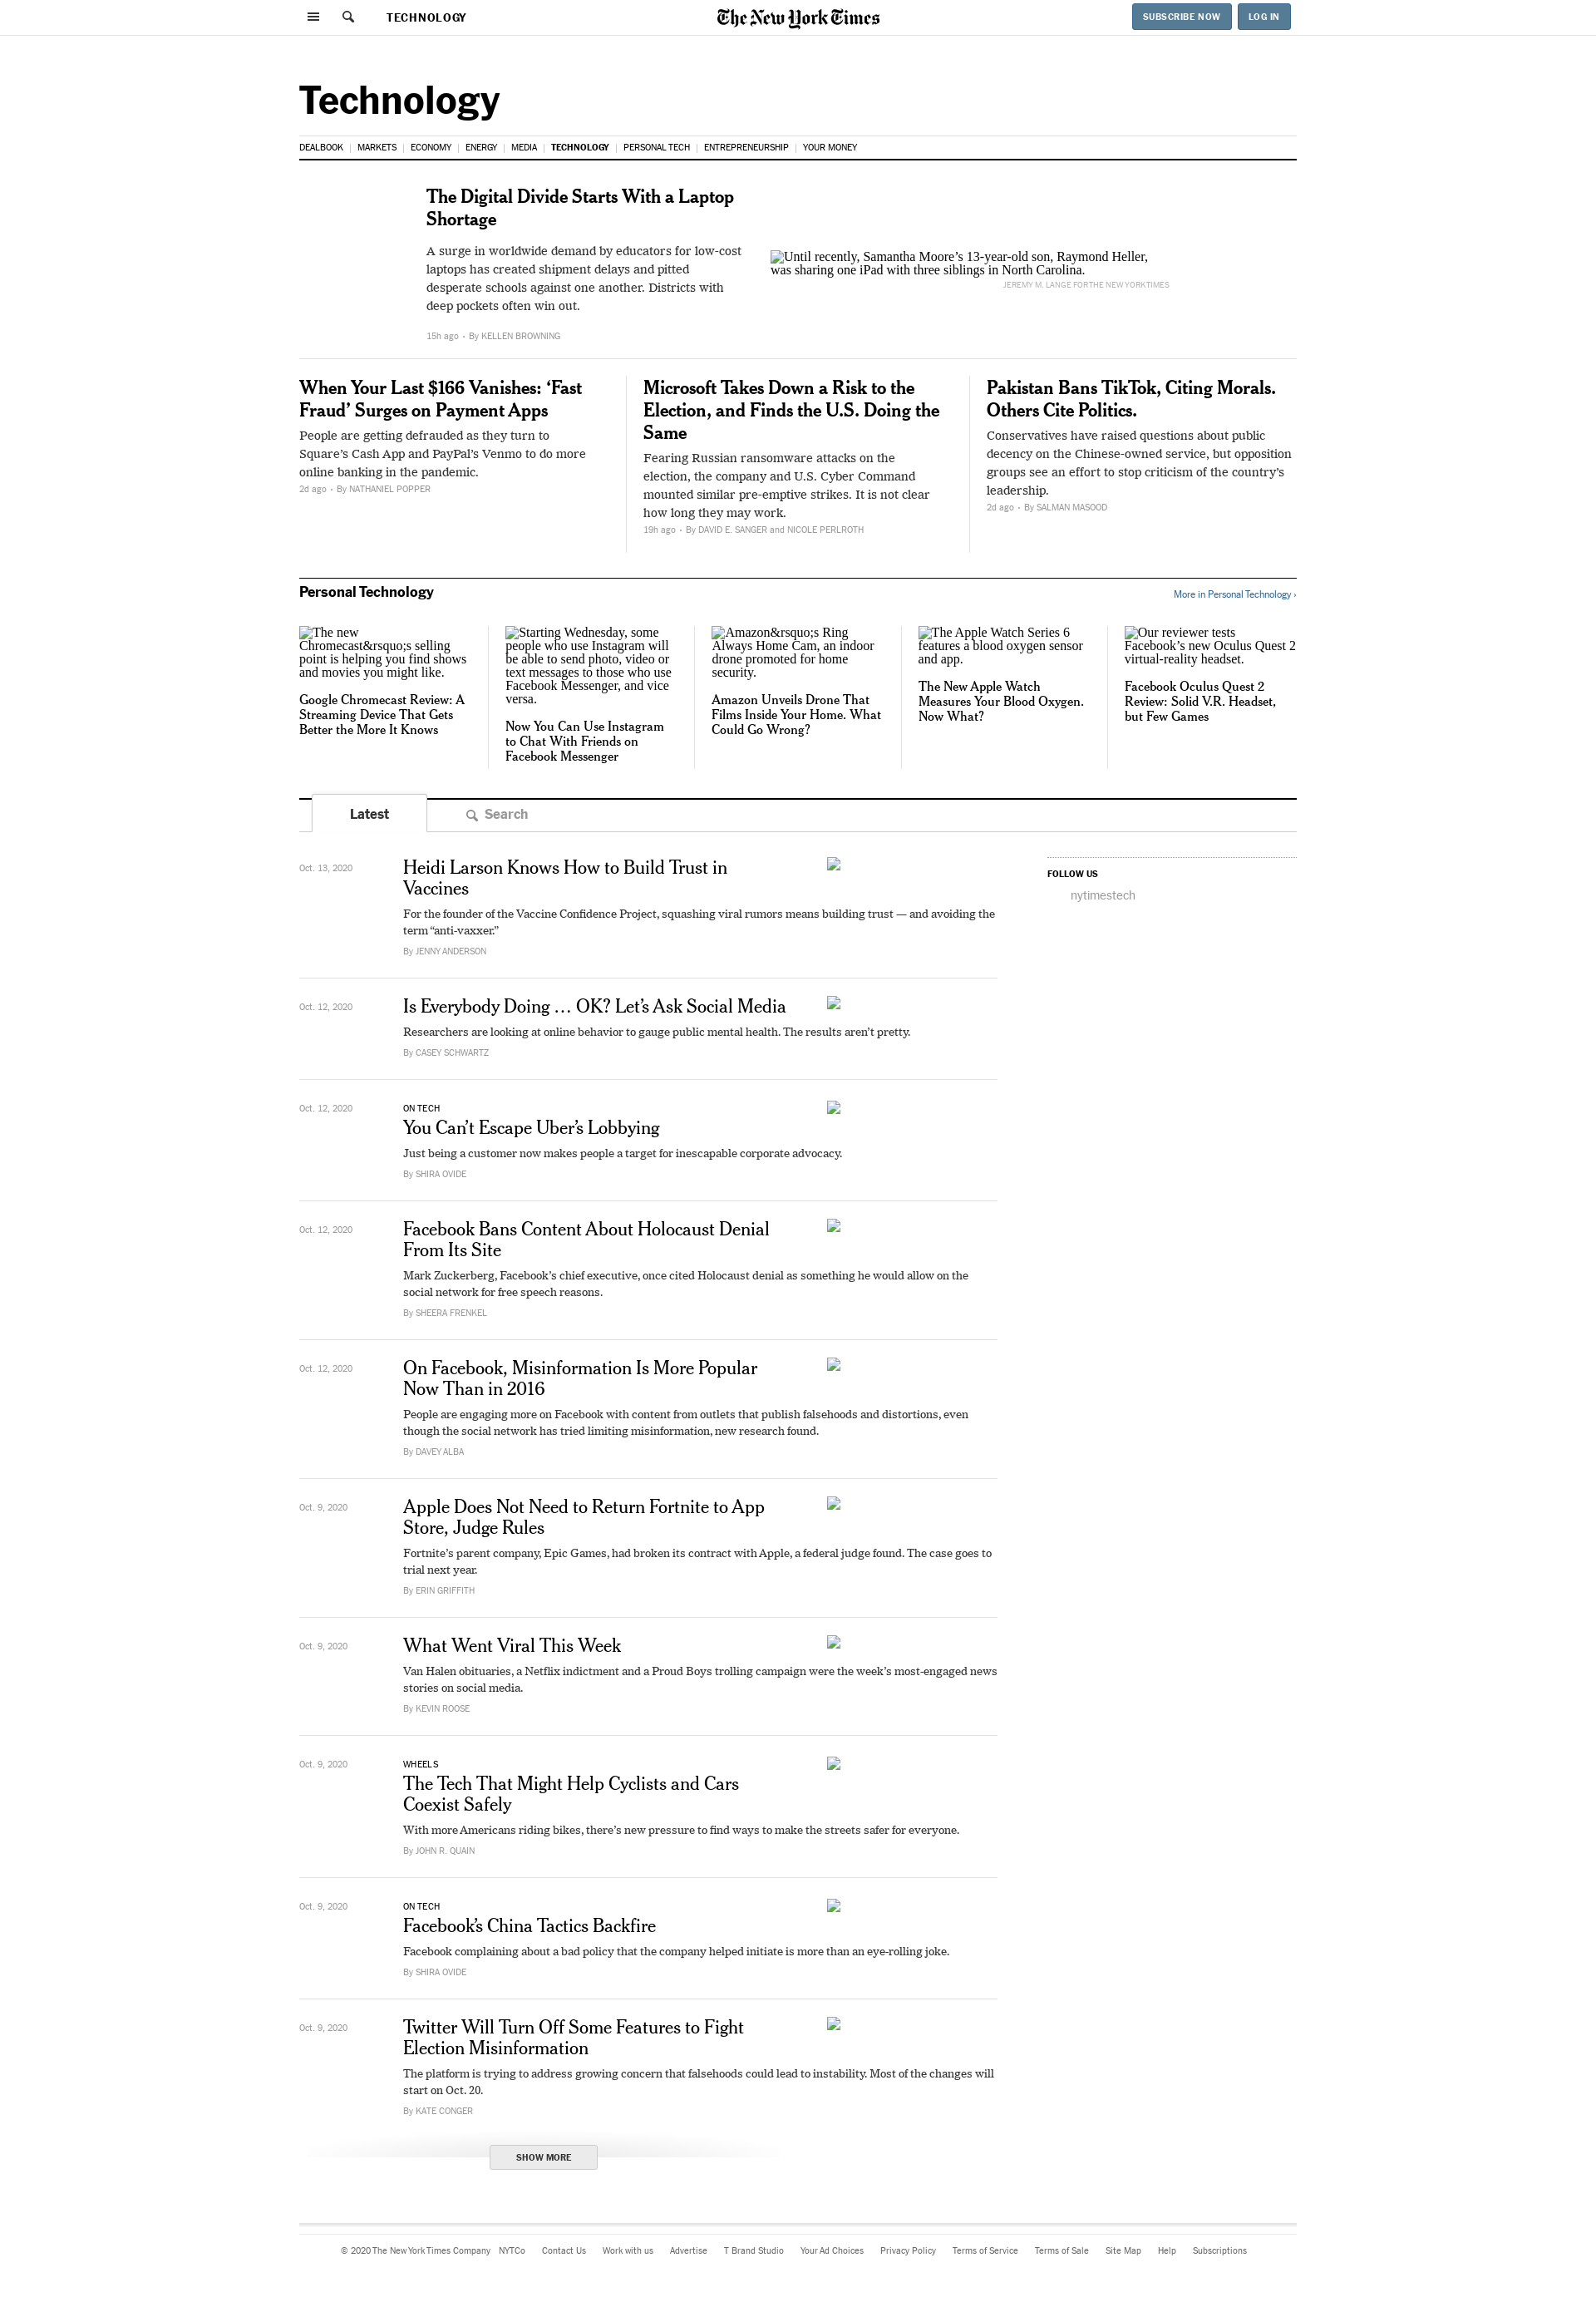 TECHNOLOGY
The New York Times
SUBSCRIBE NOW
LOG IN
Technology
DEALBOOK | MARKETS | ECONOMY | ENERGY | MEDIA | TECHNOLOGY | PERSONAL TECH | ENTREPRENEURSHIP | YOUR MONEY
The Digital Divide Starts With a Laptop
Shortage
A surge in worldwide demand by educators for low-cost
laptops has created shipment delays and pitted
desperate schools against one another. Districts with
deep pockets often win out.
15h ago • By KELLEN BROWNING
Until recently, Samantha Moore’s 13-year-old son, Raymond Heller,
was sharing one iPad with three siblings in North Carolina.
JEREMY M. LANGE FOR THE NEW YORK TIMES
When Your Last $166 Vanishes: ‘Fast
Fraud’ Surges on Payment Apps
People are getting defrauded as they turn to
Square’s Cash App and PayPal’s Venmo to do more
online banking in the pandemic.
2d ago • By NATHANIEL POPPER
Microsoft Takes Down a Risk to the
Election, and Finds the U.S. Doing the
Same
Fearing Russian ransomware attacks on the
election, the company and U.S. Cyber Command
mounted similar pre-emptive strikes. It is not clear
how long they may work.
19h ago • By DAVID E. SANGER and NICOLE PERLROTH
Pakistan Bans TikTok, Citing Morals.
Others Cite Politics.
Conservatives have raised questions about public
decency on the Chinese-owned service, but opposition
groups see an effort to stop criticism of the country’s
leadership.
2d ago • By SALMAN MASOOD
Personal Technology
More in Personal Technology ›
The new
Chromecast&rsquo;s selling
point is helping you find shows
and movies you might like.
Google Chromecast Review: A
Streaming Device That Gets
Better the More It Knows
Starting Wednesday, some
people who use Instagram will
be able to send photo, video or
text messages to those who use
Facebook Messenger, and vice
versa.
Now You Can Use Instagram
to Chat With Friends on
Facebook Messenger
Amazon&rsquo;s Ring
Always Home Cam, an indoor
drone promoted for home
security.
Amazon Unveils Drone That
Films Inside Your Home. What
Could Go Wrong?
The Apple Watch Series 6
features a blood oxygen sensor
and app.
The New Apple Watch
Measures Your Blood Oxygen.
Now What?
Our reviewer tests
Facebook’s new Oculus Quest 2
virtual-reality headset.
Facebook Oculus Quest 2
Review: Solid V.R. Headset,
but Few Games
Latest
Search
Oct. 13, 2020
Heidi Larson Knows How to Build Trust in
Vaccines
For the founder of the Vaccine Confidence Project, squashing viral rumors means building trust — and avoiding the
term “anti-vaxxer.”
By JENNY ANDERSON
FOLLOW US
nytimestech
Oct. 12, 2020
Is Everybody Doing … OK? Let’s Ask Social Media
Researchers are looking at online behavior to gauge public mental health. The results aren’t pretty.
By CASEY SCHWARTZ
Oct. 12, 2020
ON TECH
You Can’t Escape Uber’s Lobbying
Just being a customer now makes people a target for inescapable corporate advocacy.
By SHIRA OVIDE
Oct. 12, 2020
Facebook Bans Content About Holocaust Denial
From Its Site
Mark Zuckerberg, Facebook’s chief executive, once cited Holocaust denial as something he would allow on the
social network for free speech reasons.
By SHEERA FRENKEL
Oct. 12, 2020
On Facebook, Misinformation Is More Popular
Now Than in 2016
People are engaging more on Facebook with content from outlets that publish falsehoods and distortions, even
though the social network has tried limiting misinformation, new research found.
By DAVEY ALBA
Oct. 9, 2020
Apple Does Not Need to Return Fortnite to App
Store, Judge Rules
Fortnite’s parent company, Epic Games, had broken its contract with Apple, a federal judge found. The case goes to
trial next year.
By ERIN GRIFFITH
Oct. 9, 2020
What Went Viral This Week
Van Halen obituaries, a Netflix indictment and a Proud Boys trolling campaign were the week’s most-engaged news
stories on social media.
By KEVIN ROOSE
Oct. 9, 2020
WHEELS
The Tech That Might Help Cyclists and Cars
Coexist Safely
With more Americans riding bikes, there’s new pressure to find ways to make the streets safer for everyone.
By JOHN R. QUAIN
Oct. 9, 2020
ON TECH
Facebook’s China Tactics Backfire
Facebook complaining about a bad policy that the company helped initiate is more than an eye-rolling joke.
By SHIRA OVIDE
Oct. 9, 2020
Twitter Will Turn Off Some Features to Fight
Election Misinformation
The platform is trying to address growing concern that falsehoods could lead to instability. Most of the changes will
start on Oct. 20.
By KATE CONGER
SHOW MORE
© 2020 The New York Times Company NYTCo Contact Us Work with us Advertise T Brand Studio Your Ad Choices Privacy Policy Terms of Service Terms of Sale Site Map Help Subscriptions